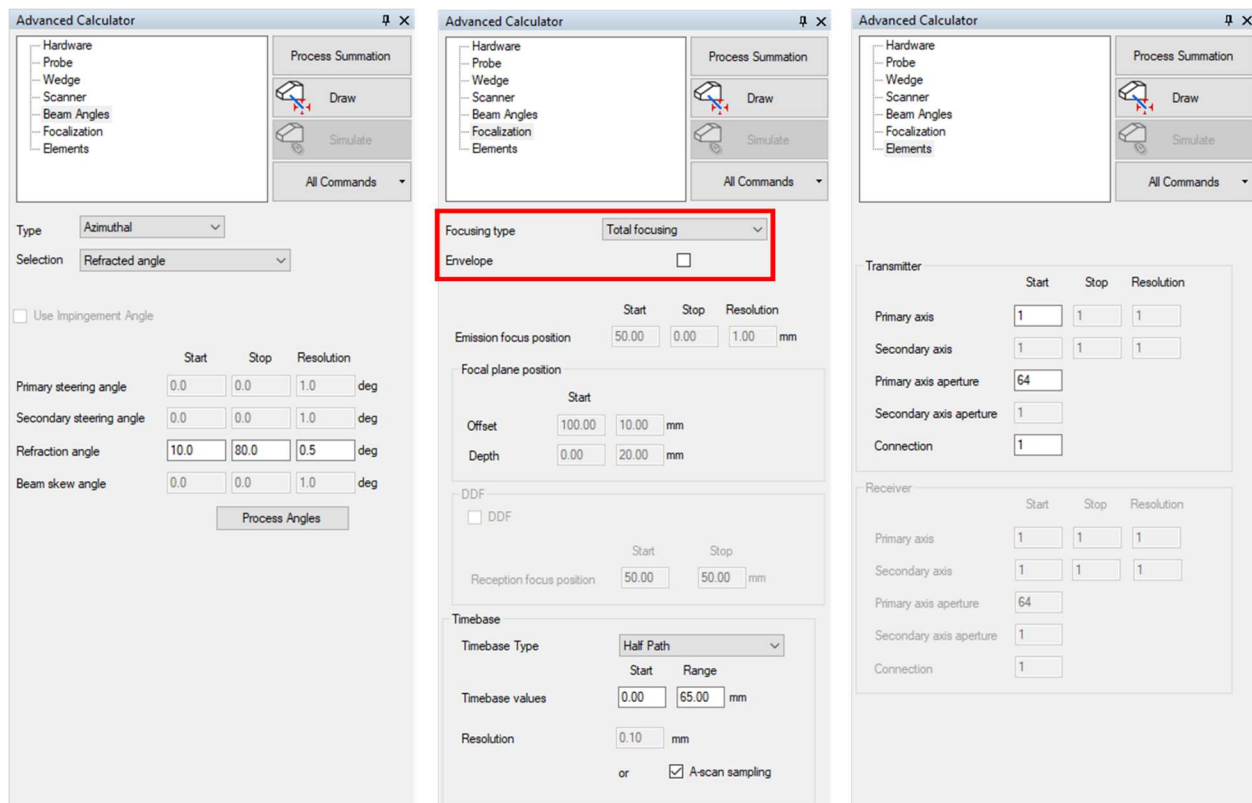 Advanced Calculator
Hardware
Probe
Wedge
Scanner
Beam Angles
Focalization
Elements
Process Summation
Draw
Simulate
All Commands
Type Azimuthal
Selection Refracted angle
Use Impingement Angle
Start Stop Resolution
Primary steering angle 0.0 0.0 1.0 deg
Secondary steering angle 0.0 0.0 1.0 deg
Refraction angle 10.0 80.0 0.5 deg
Beam skew angle 0.0 0.0 1.0 deg
Process Angles
Advanced Calculator
Hardware
Probe
Wedge
Scanner
Beam Angles
Focalization
Elements
Process Summation
Draw
Simulate
All Commands
Focusing type Total focusing
Envelope
Start Stop Resolution
Emission focus position 50.00 0.00 1.00 mm
Focal plane position
Start
Offset 100.00 10.00 mm
Depth 0.00 20.00 mm
DDF
DDF
Start Stop
Reception focus position 50.00 50.00 mm
Timebase
Timebase Type Half Path
Start Range
Timebase values 0.00 65.00 mm
Resolution 0.10 mm
or A-scan sampling
Advanced Calculator
Hardware
Probe
Wedge
Scanner
Beam Angles
Focalization
Elements
Process Summation
Draw
Simulate
All Commands
Transmitter
Start Stop Resolution
Primary axis 1 1 1
Secondary axis 1 1 1
Primary axis aperture 64
Secondary axis aperture 1
Connection 1
Receiver
Start Stop Resolution
Primary axis 1 1 1
Secondary axis 1 1 1
Primary axis aperture 64
Secondary axis aperture 1
Connection 1